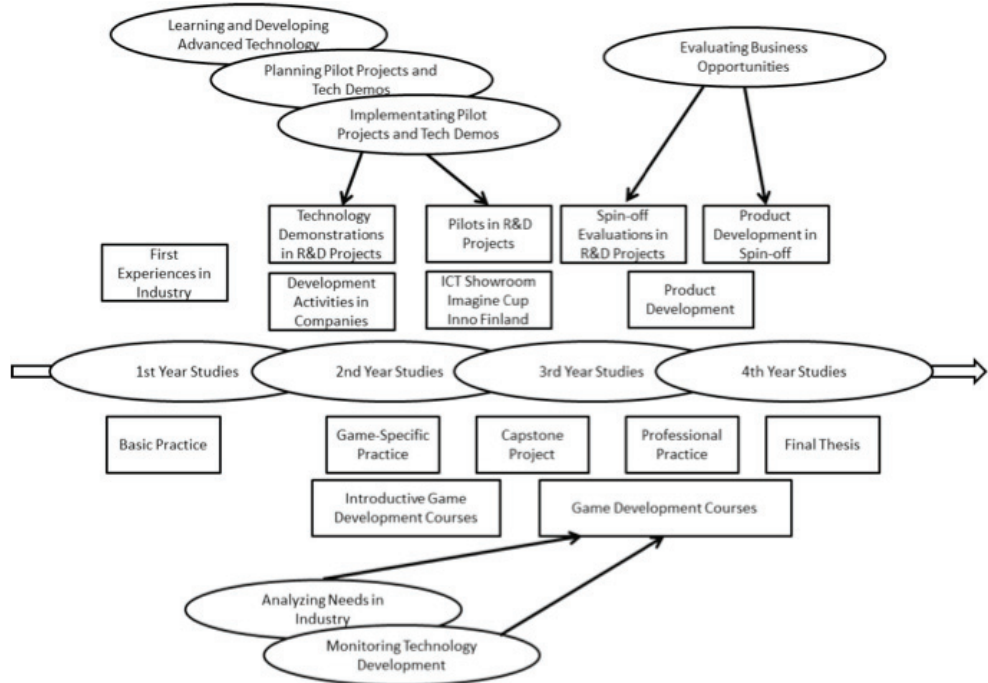 Learning and Developing
Advanced Technology
Planning Pilot Projects and
Tech Demos
Implementating Pilot
Projects and Tech Demos
Evaluating Business
Opportunities
Technology
Demonstrations
in R&D Projects
Pilots in R&D
Projects
Spin-off
Evaluations in
R&D Projects
Product
Development in
Spin-off
First
Experiences in
Industry
Development
Activities in
Companies
ICT Showroom
Imagine Cup
Inno Finland
Product
Development
1st Year Studies
2nd Year Studies
3rd Year Studies
4th Year Studies
Basic Practice
Game-Specific
Practice
Capstone
Project
Professional
Practice
Final Thesis
Introductive Game
Development Courses
Game Development Courses
Analyzing Needs in
Industry
Monitoring Technology
Development